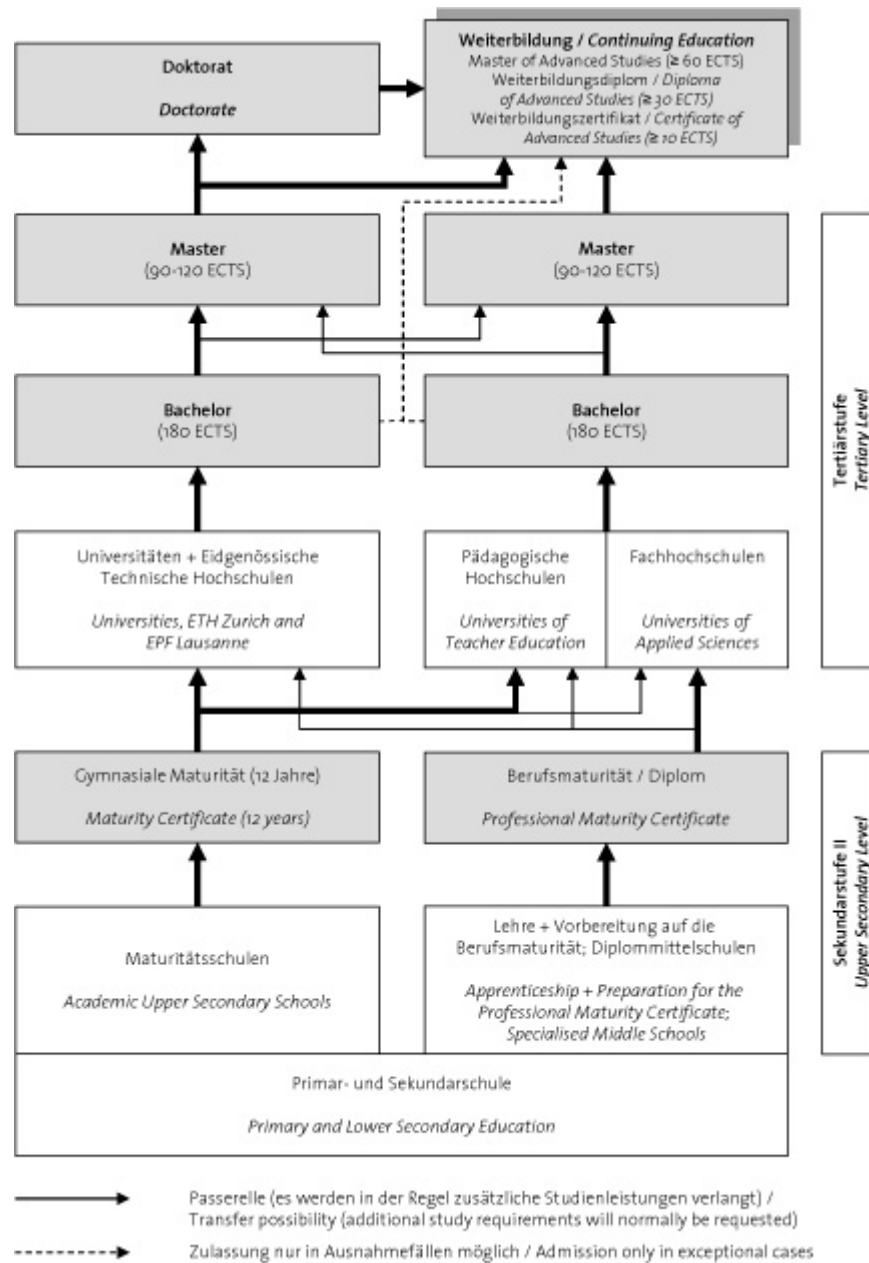 Doktorat
Doctorate
Weiterbildung / Continuing Education
Master of Advanced Studies (≥ 60 ECTS)
Weiterbildungsdiplom / Diploma
of Advanced Studies (≥ 30 ECTS)
Weiterbildungszertifikat / Certificate of
Advanced Studies (≥ 10 ECTS)
Master
(90-120 ECTS)
Master
(90-120 ECTS)
Bachelor
(180 ECTS)
Bachelor
(180 ECTS)
Tertiärstufe
Tertiary Level
Universitäten + Eidgenössische
Technische Hochschulen
Universities, ETH Zurich and
EPF Lausanne
Pädagogische
Hochschulen
Universities of
Teacher Education
Fachhochschulen
Universities of
Applied Sciences
Gymnasiale Maturität (12 Jahre)
Maturity Certificate (12 years)
Berufsmaturität / Diplom
Professional Maturity Certificate
Sekundarstufe II
Upper Secondary Level
Maturitätsschulen
Academic Upper Secondary Schools
Lehre + Vorbereitung auf die
Berufsmaturität; Diplommittelschulen
Apprenticeship + Preparation for the
Professional Maturity Certificate;
Specialised Middle Schools
Primar- und Sekundarschule
Primary and Lower Secondary Education
Passerelle (es werden in der Regel zusätzliche Studienleistungen verlangt) /
Transfer possibility (additional study requirements will normally be requested)
Zulassung nur in Ausnahmefällen möglich / Admission only in exceptional cases